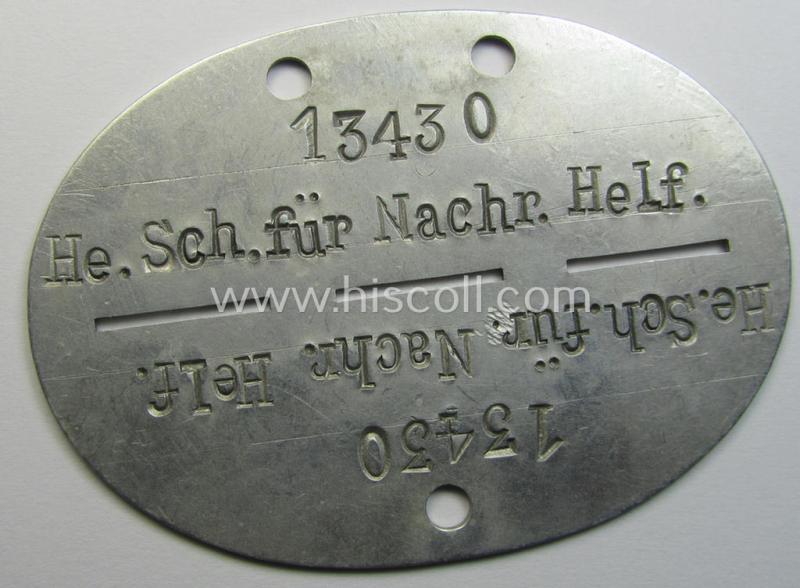 13430
He. Sch. für Nachr. Helf.
www.hiscoll.com
He. Sch. für Nachr. Helf.
13430